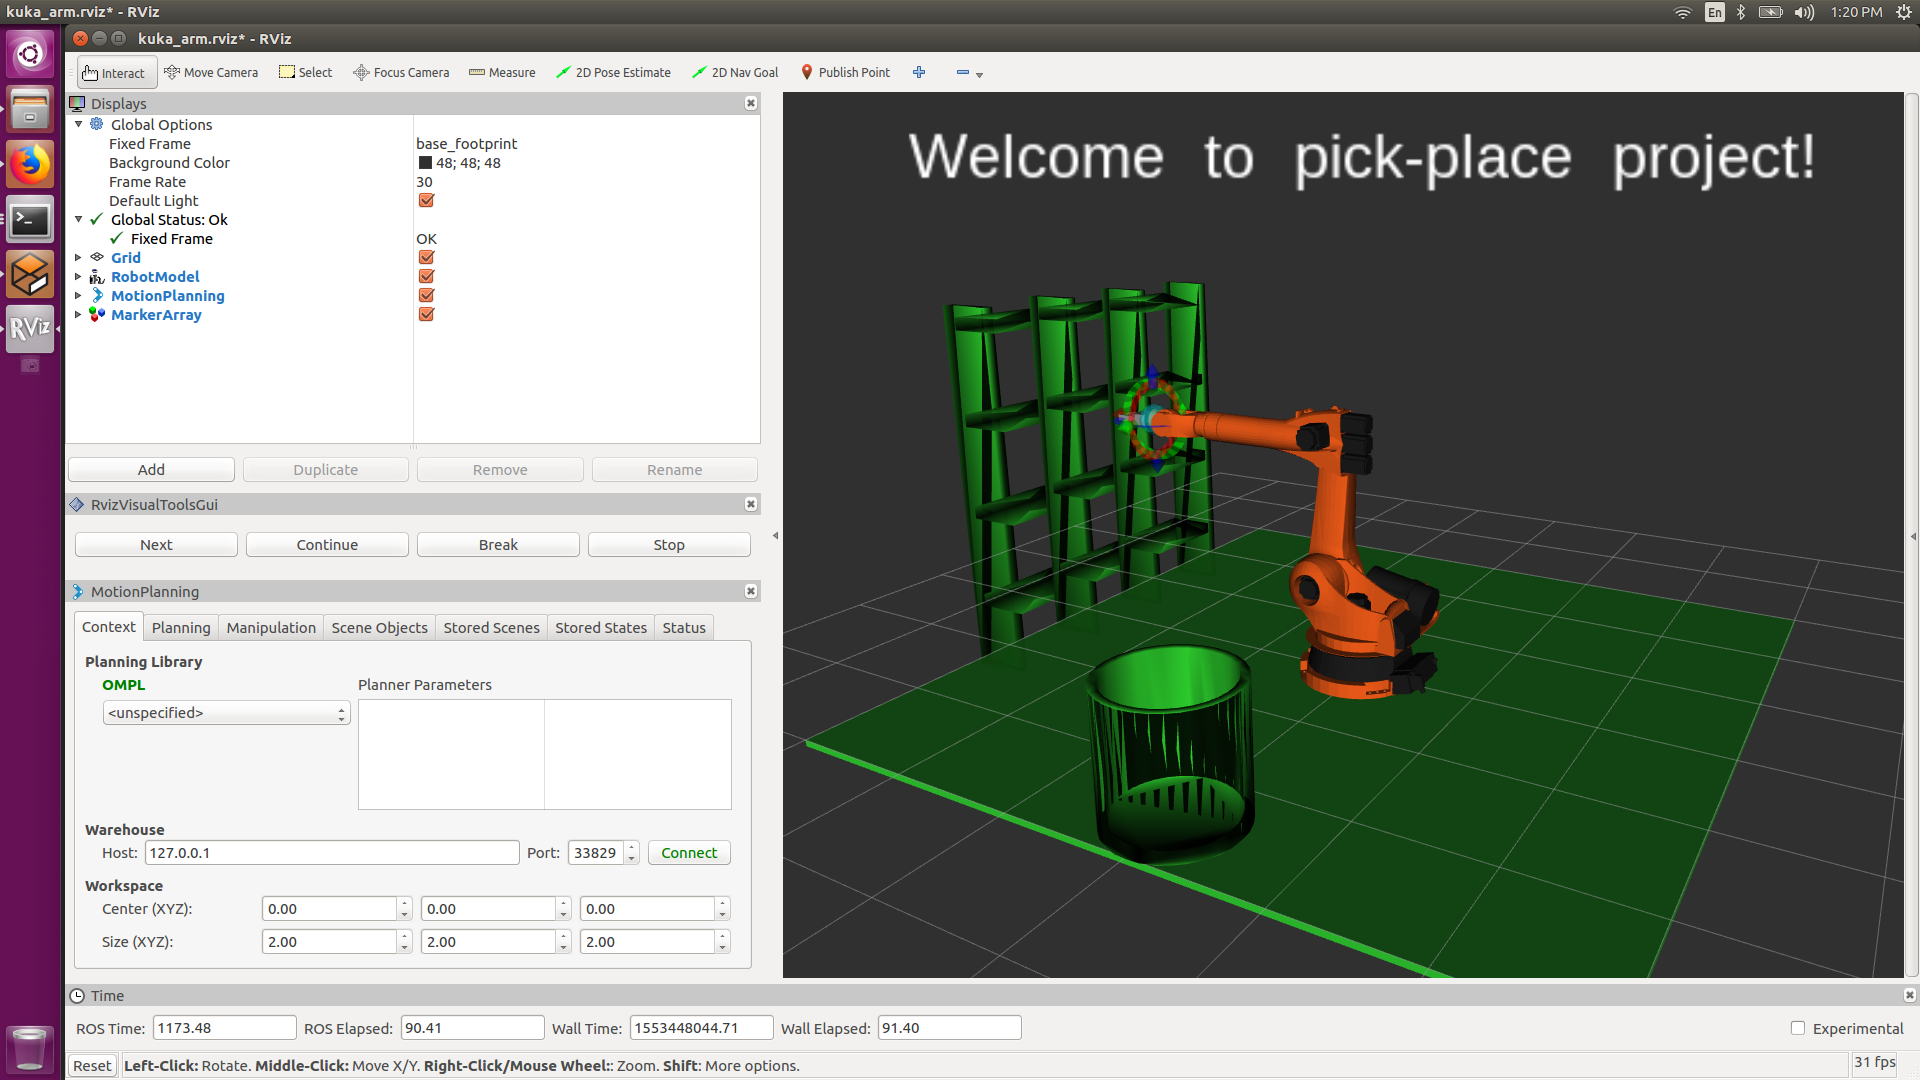 kuka_arm.rviz* - RViz
En
1:20 PM
kuka_arm.rviz* - RViz
Interact Move Camera Select Focus Camera Measure 2D Pose Estimate 2D Nav Goal Publish Point
Displays
Global Options
Fixed Frame base_footprint
Background Color 48; 48; 48
Frame Rate 30
Default Light
Global Status: Ok
Fixed Frame OK
Grid
RobotModel
MotionPlanning
MarkerArray
Add Duplicate Remove Rename
RvizVisualToolsGui
Next Continue Break Stop
MotionPlanning
Context Planning Manipulation Scene Objects Stored Scenes Stored States Status
Planning Library
OMPL Planner Parameters
<unspecified>
Warehouse
Host: 127.0.0.1 Port: 33829 Connect
Workspace
Center (XYZ): 0.00 0.00 0.00
Size (XYZ): 2.00 2.00 2.00
Welcome to pick-place project!
RViz
Time
ROS Time: 1173.48 ROS Elapsed: 90.41 Wall Time: 1553448044.71 Wall Elapsed: 91.40 Experimental
Reset Left-Click: Rotate. Middle-Click: Move X/Y. Right-Click/Mouse Wheel:: Zoom. Shift: More options. 31 fps